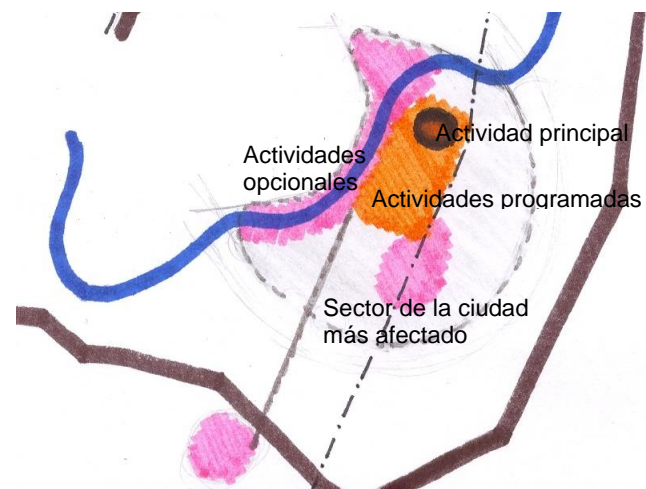 Actividad principal
Actividades
opcionales
Actividades programadas
Sector de la ciudad
más afectado